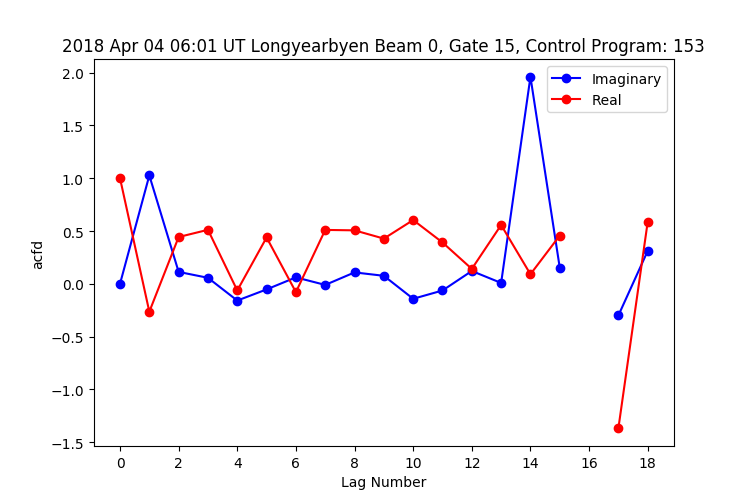 2018 Apr 04 06:01 UT Longyearbyen Beam 0, Gate 15, Control Program: 153
Imaginary
Real
acfd
2.0
1.5
1.0
0.5
0.0
−0.5
−1.0
−1.5
0 2 4 6 8 10 12 14 16 18
Lag Number